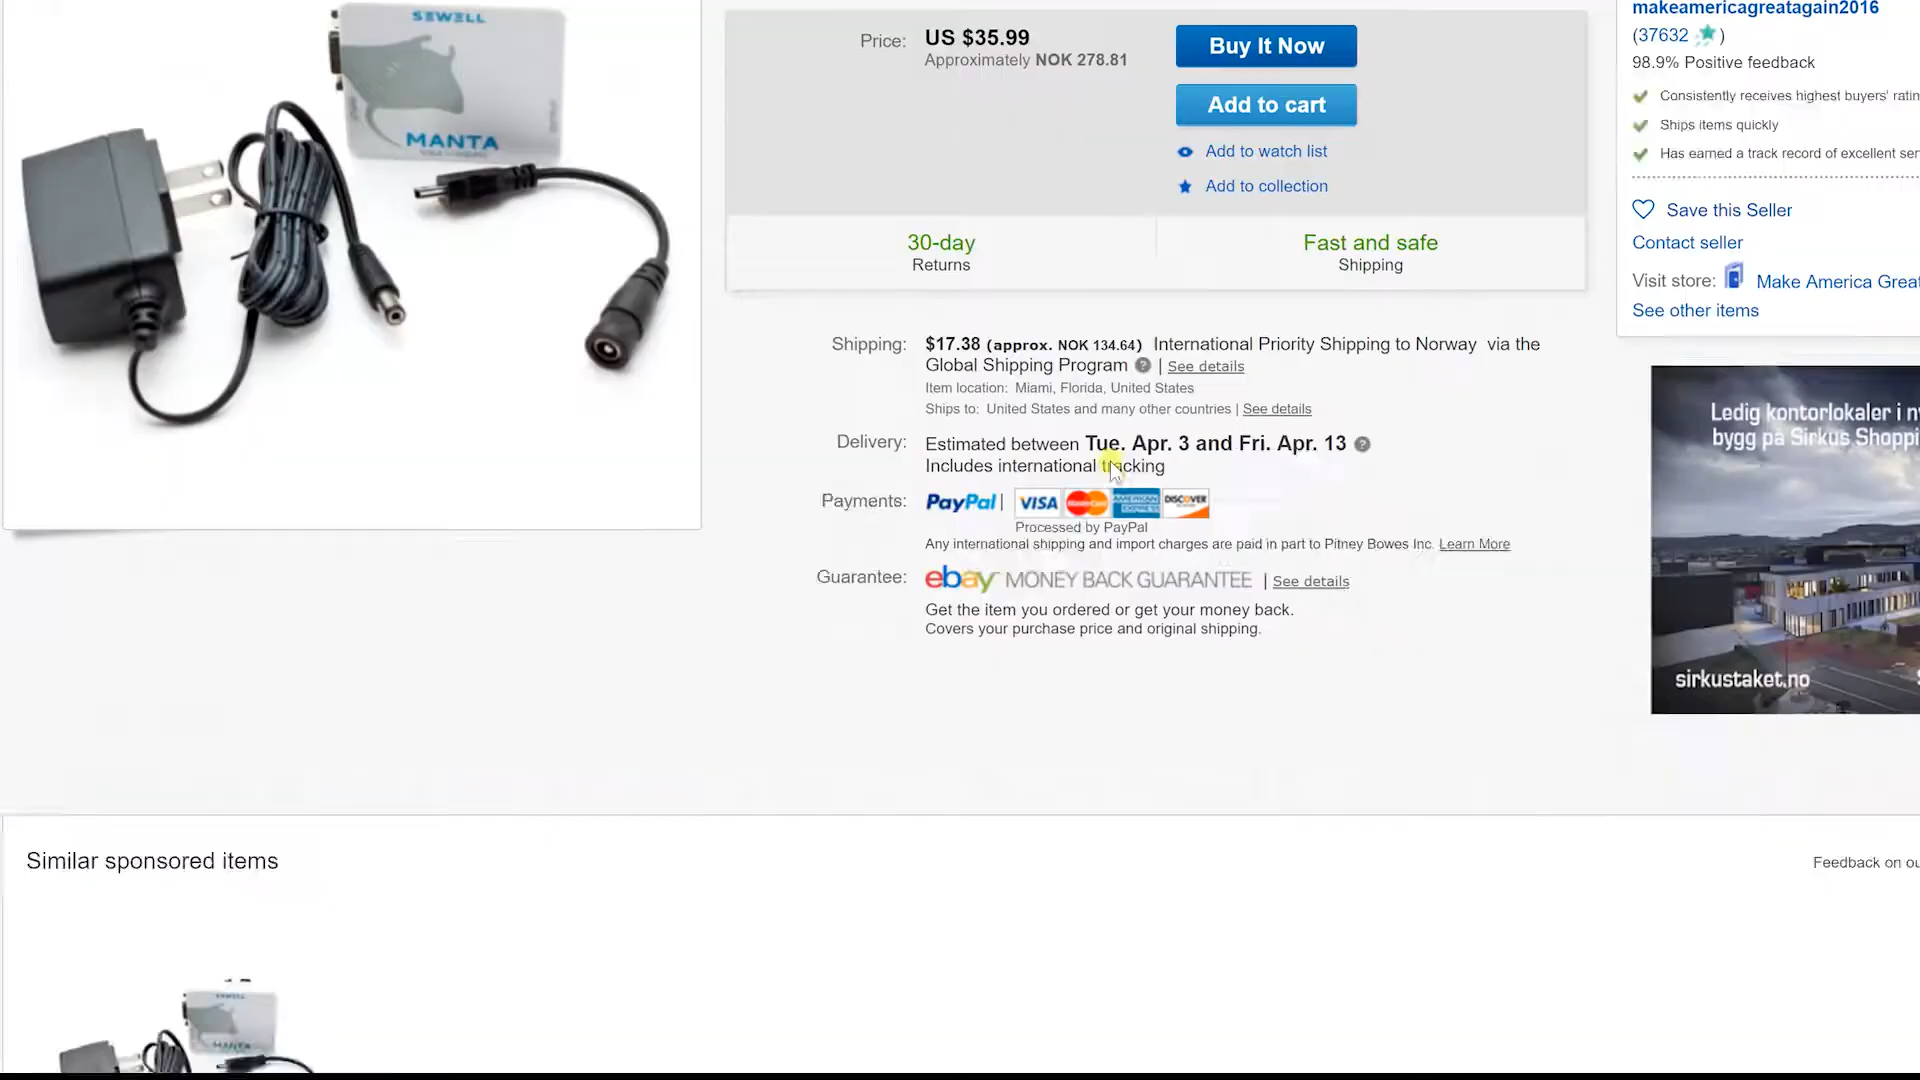 SEWELL
MANTA
Price:
US $35.99
Approximately NOK 278.81
Buy It Now
Add to cart
Add to watch list
Add to collection
30-day
Returns
Fast and safe
Shipping
Shipping:
$17.38 (approx. NOK 134.64) International Priority Shipping to Norway via the
Global Shipping Program ? | See details
Item location: Miami, Florida, United States
Ships to: United States and many other countries | See details
Delivery:
Estimated between Tue. Apr. 3 and Fri. Apr. 13 ?
Includes international tracking
Payments:
PayPal | VISA MasterCard AMERICAN EXPRESS DISCOVER
Processed by PayPal
Any international shipping and import charges are paid in part to Pitney Bowes Inc. Learn More
Guarantee:
ebay MONEY BACK GUARANTEE | See details
Get the item you ordered or get your money back.
Covers your purchase price and original shipping.
makeamericagreatagain2016
(37632 )
98.9% Positive feedback
Consistently receives highest buyers' ratin
Ships items quickly
Has earned a track record of excellent ser
Save this Seller
Contact seller
Visit store: Make America Great
See other items
Ledig kontorlokaler i n
bygg på Sirkus Shoppi
sirkustaket.no
Similar sponsored items
Feedback on ou
SEWELL
MANTA